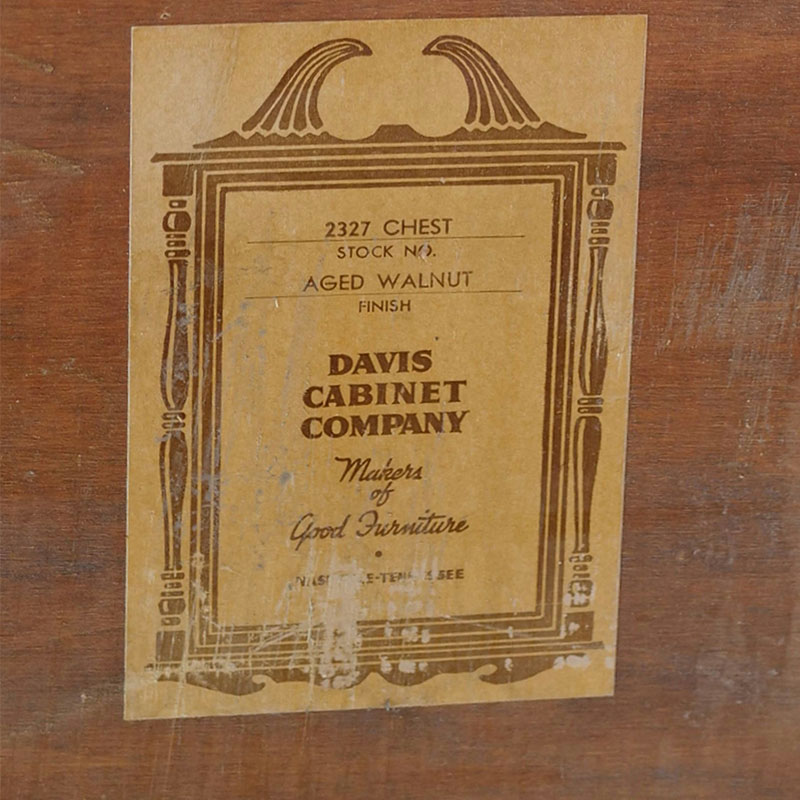 2327 CHEST
STOCK NO.
AGED WALNUT
FINISH
DAVIS
CABINET
COMPANY
Makers
of
Good Furniture